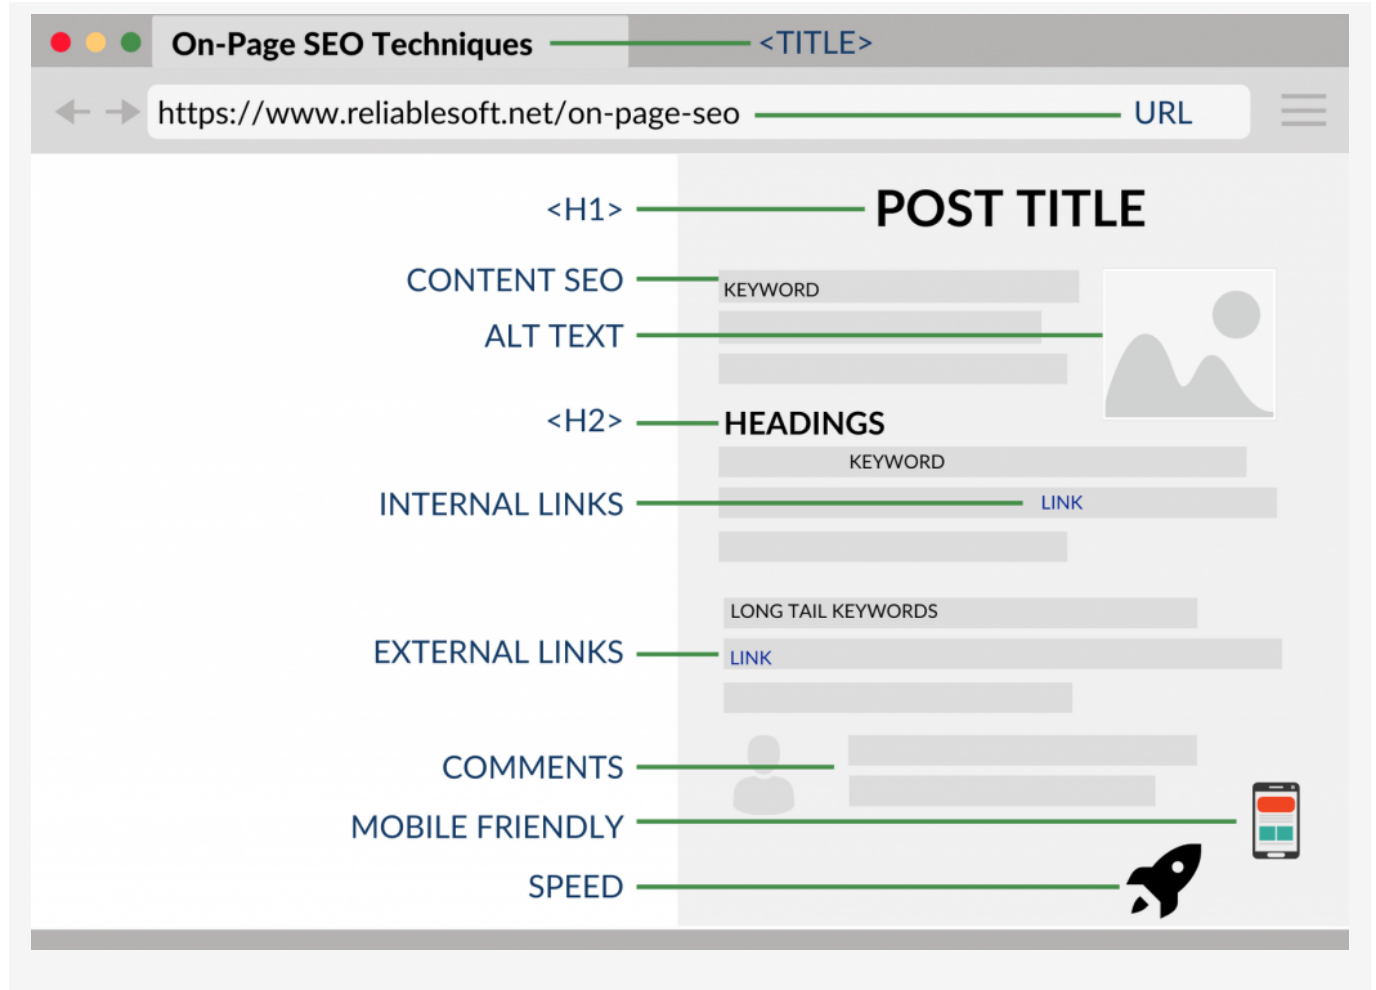 On-Page SEO Techniques <TITLE>
https://www.reliablesoft.net/on-page-seo URL
<H1> POST TITLE
CONTENT SEO KEYWORD
ALT TEXT
<H2> HEADINGS
KEYWORD
INTERNAL LINKS LINK
LONG TAIL KEYWORDS
EXTERNAL LINKS LINK
COMMENTS
MOBILE FRIENDLY
SPEED